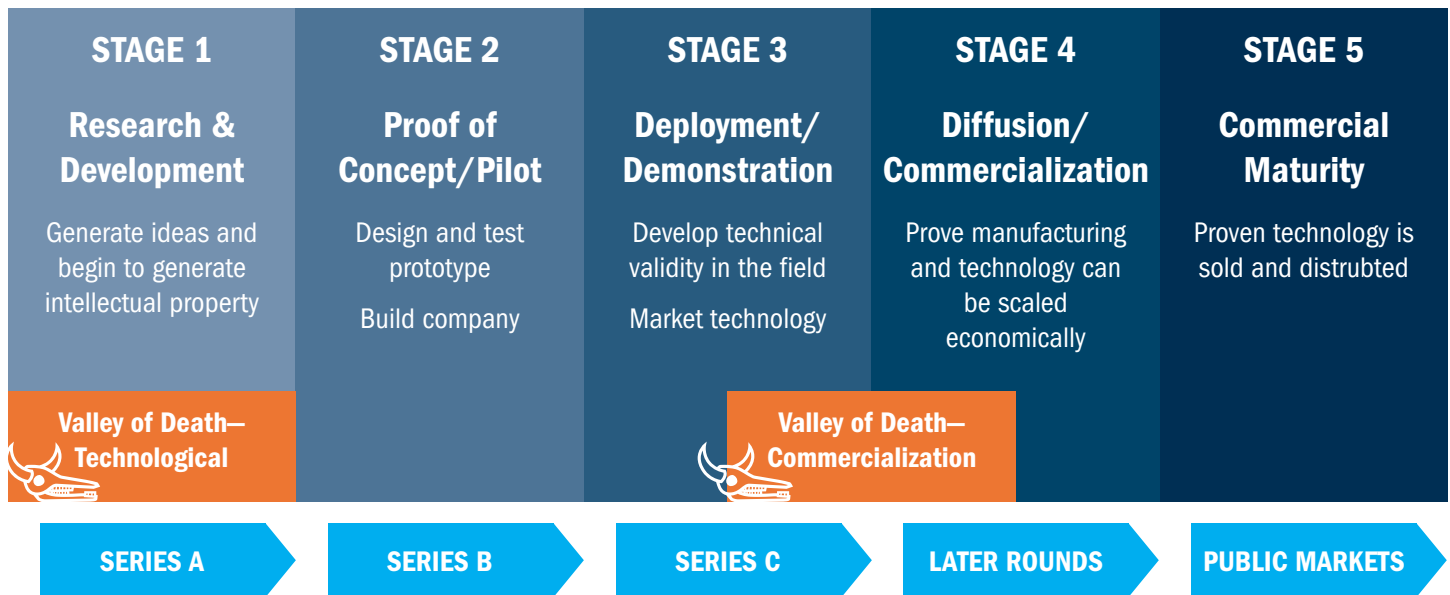 STAGE 1
Research &
Development
Generate ideas and
begin to generate
intellectual property
STAGE 2
Proof of
Concept/Pilot
Design and test
prototype
Build company
STAGE 3
Deployment/
Demonstration
Develop technical
validity in the field
Market technology
STAGE 4
Diffusion/
Commercialization
Prove manufacturing
and technology can
be scaled
economically
STAGE 5
Commercial
Maturity
Proven technology is
sold and distrubted
Valley of Death—
Technological
Valley of Death—
Commercialization
SERIES A
SERIES B
SERIES C
LATER ROUNDS
PUBLIC MARKETS